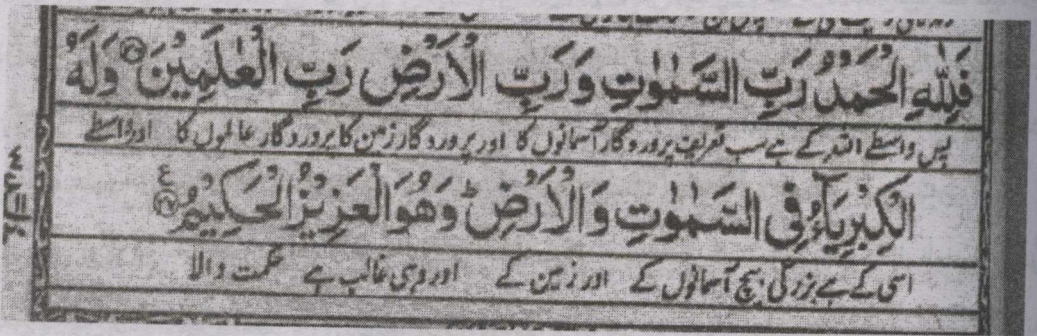 فَلِلّٰهِ الْحَمْدُ رَبِّ السَّمٰوٰتِ وَرَبِّ الْاَرْضِ رَبِّ الْعٰلَمِيْنَ ۝۳۶ وَلَهُ
پس واسطے اللہ کے ہے سب تعریف پروردگار آسمانوں کا اور پروردگار زمین کا پروردگار عالموں کا اور واسطے
الْكِبْرِيَآءُ فِي السَّمٰوٰتِ وَالْاَرْضِ ؕ وَهُوَ الْعَزِيْزُ الْحَكِيْمُ ۝۳۷ ع
اسی کے ہے بزرگی بیچ آسمانوں کے اور زمین کے اور وہی غالب ہے حکمت والا